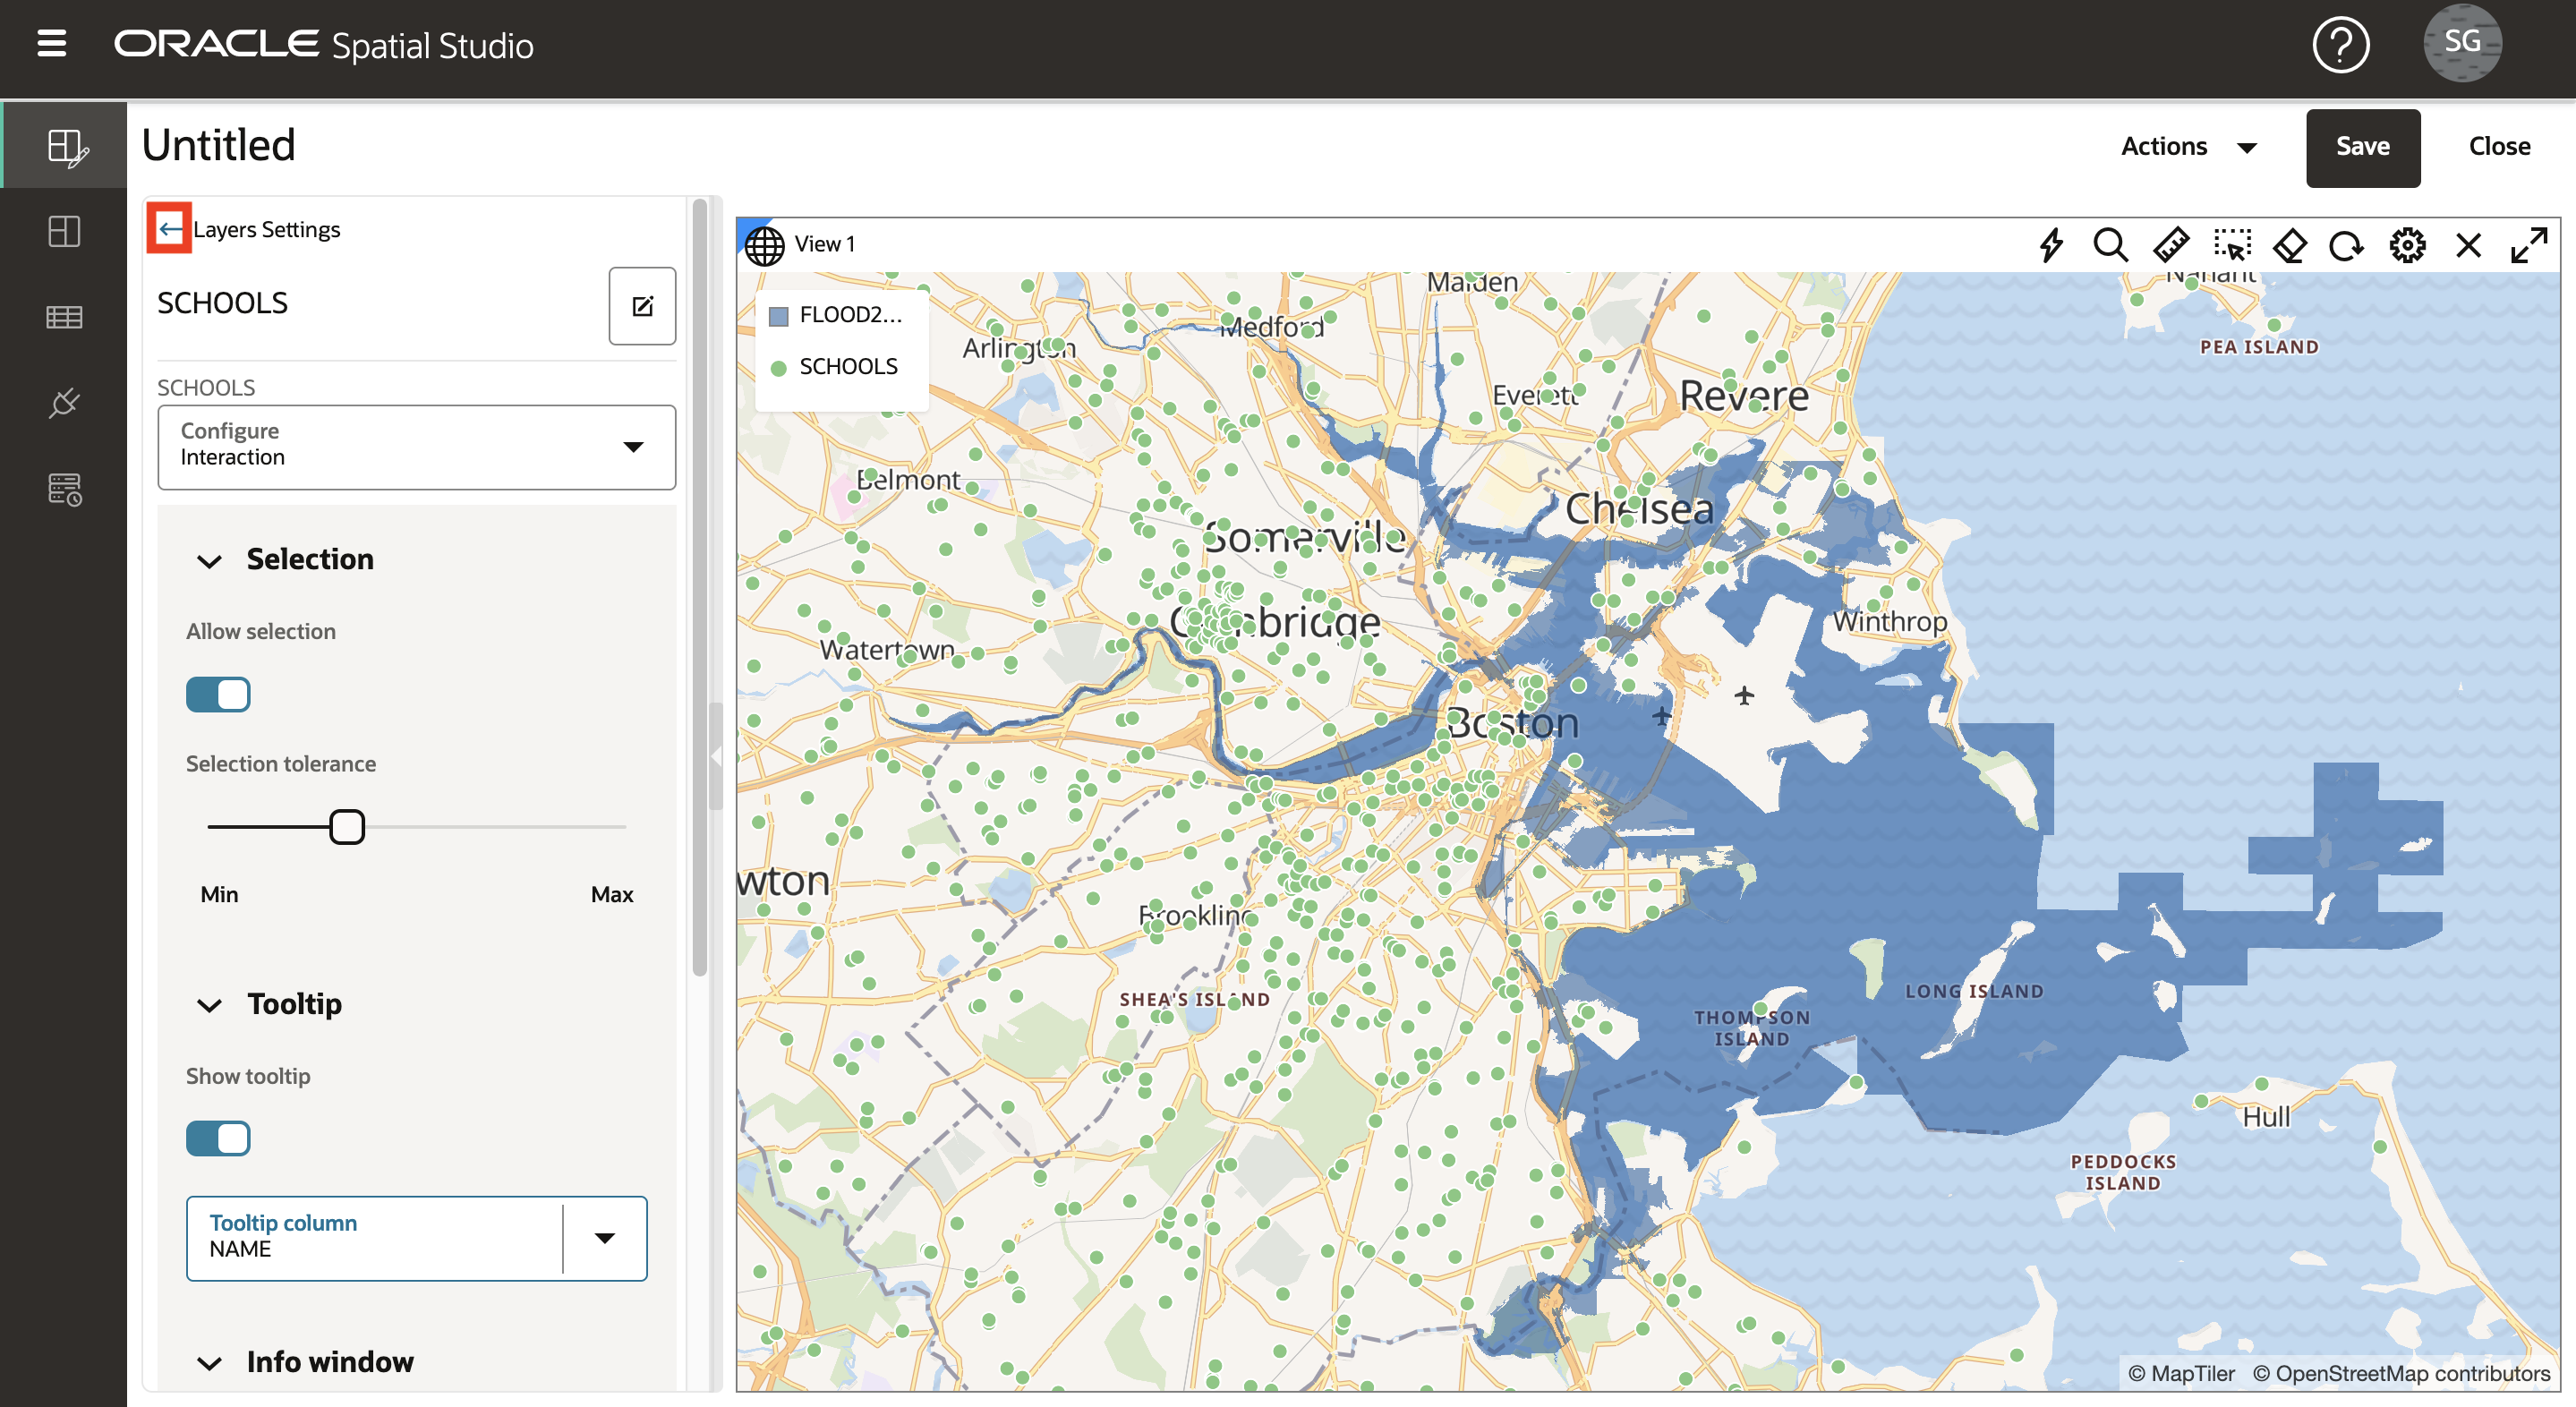 ORACLE Spatial Studio
SG
Untitled
Actions
Save
Close
Layers Settings
SCHOOLS
SCHOOLS
Configure
Interaction
Selection
Allow selection
Selection tolerance
Min
Max
Tooltip
Show tooltip
Tooltip column
NAME
Info window
View 1
FLOOD2...
SCHOOLS
Malden
Nahant
Medford
Arlington
PEA ISLAND
Everett
Revere
Belmont
Chelsea
Somerville
Cambridge
Winthrop
Watertown
Boston
wton
Brookline
SHEA'S ISLAND
LONG ISLAND
THOMPSON
ISLAND
Hull
PEDDOCKS
ISLAND
© MapTiler © OpenStreetMap contributors